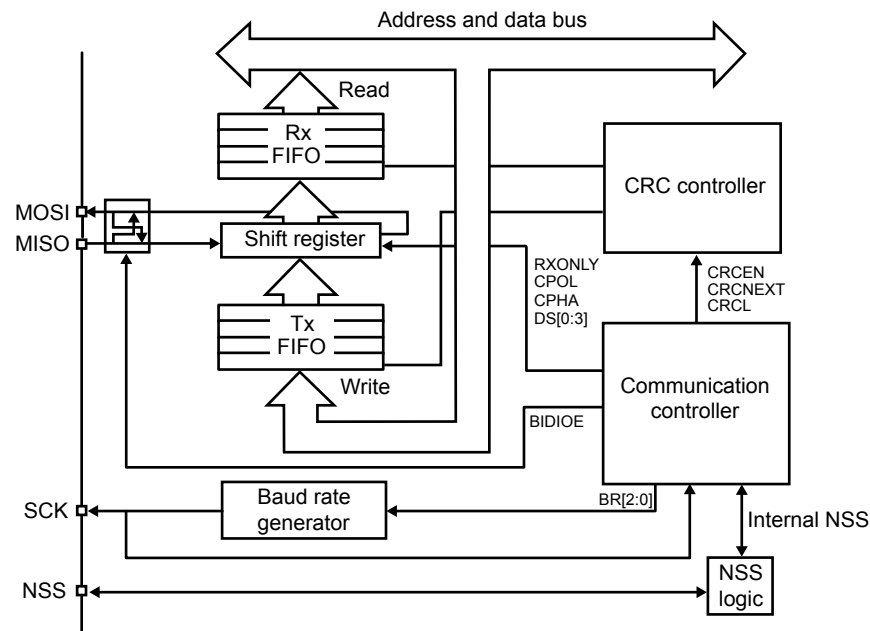 Address and data bus
Read
Rx
FIFO
CRC controller
MOSI
MISO
Shift register
RXONLY
CPOL
CPHA
DS[0:3]
CRCEN
CRCNEXT
CRCL
Tx
FIFO
Write
Communication
controller
BIDIOE
BR[2:0]
SCK
Baud rate
generator
Internal NSS
NSS
NSS
logic